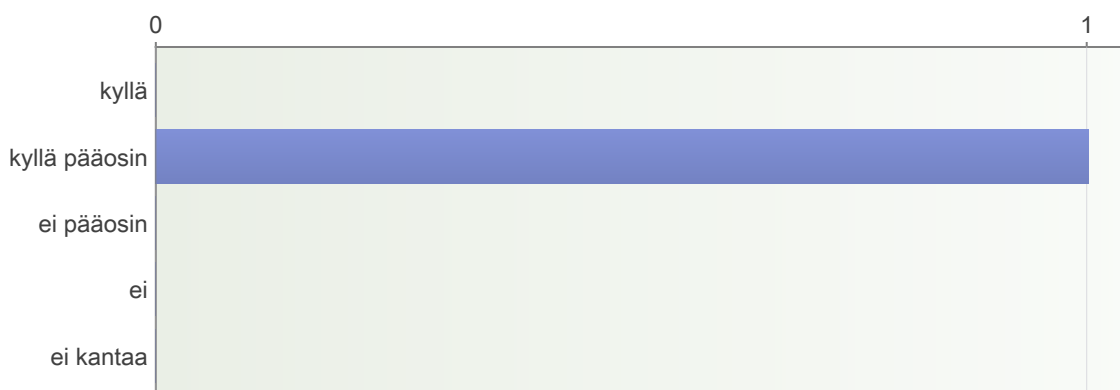 0 1
kyllä
kyllä pääosin
ei pääosin
ei
ei kantaa